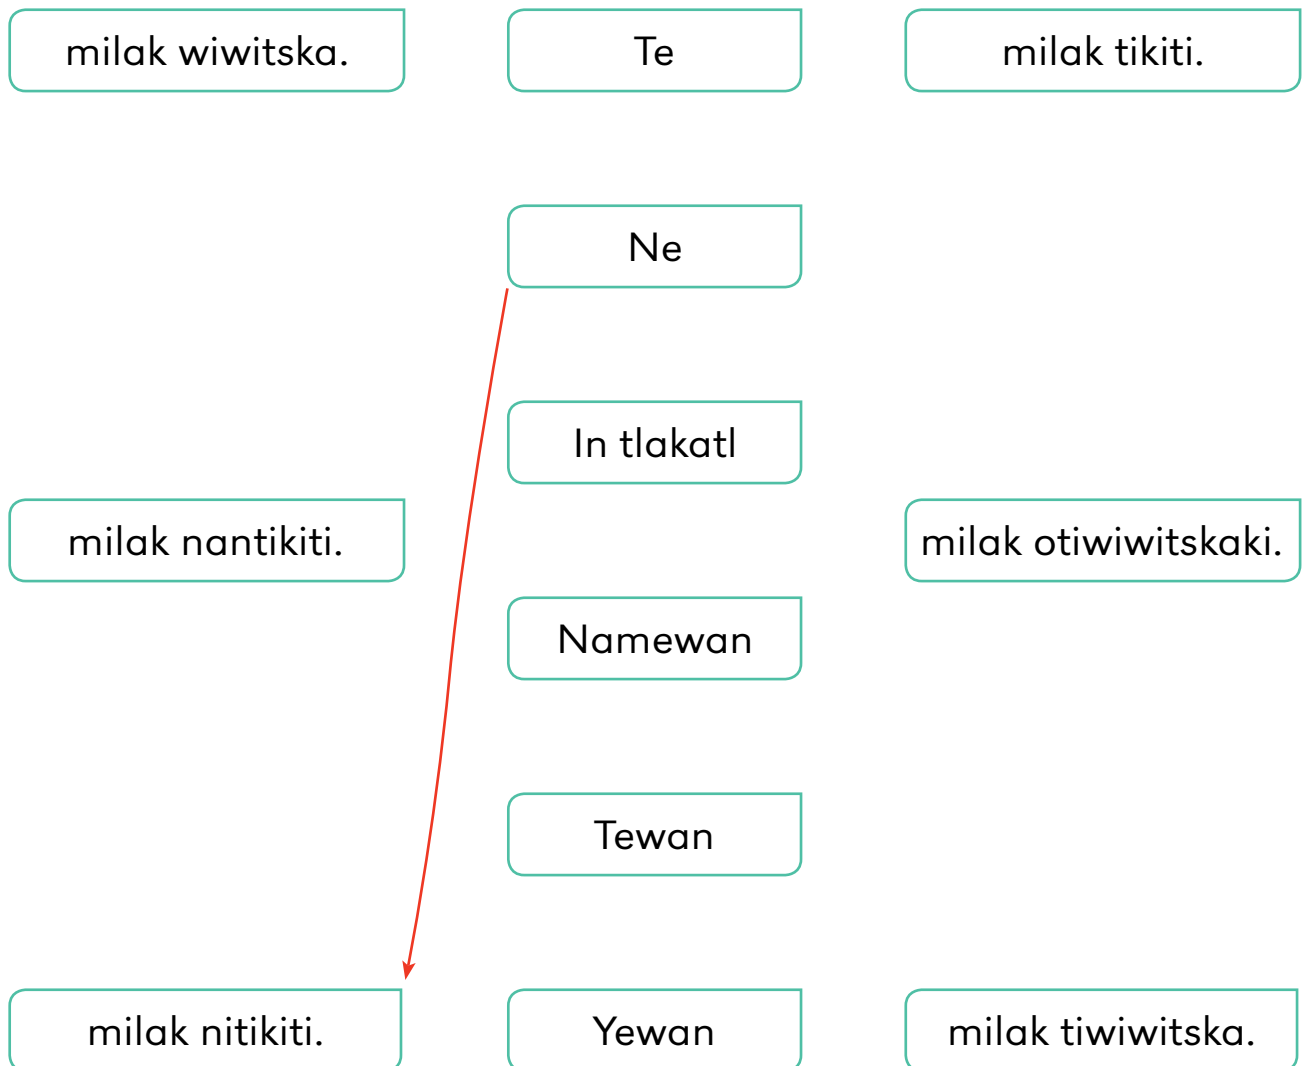 milak wiwitska.
Te
milak tikiti.
Ne
In tlakatl
milak nantikiti.
milak otiwiwitskaki.
Namewan
Tewan
milak nitikiti.
Yewan
milak tiwiwitska.